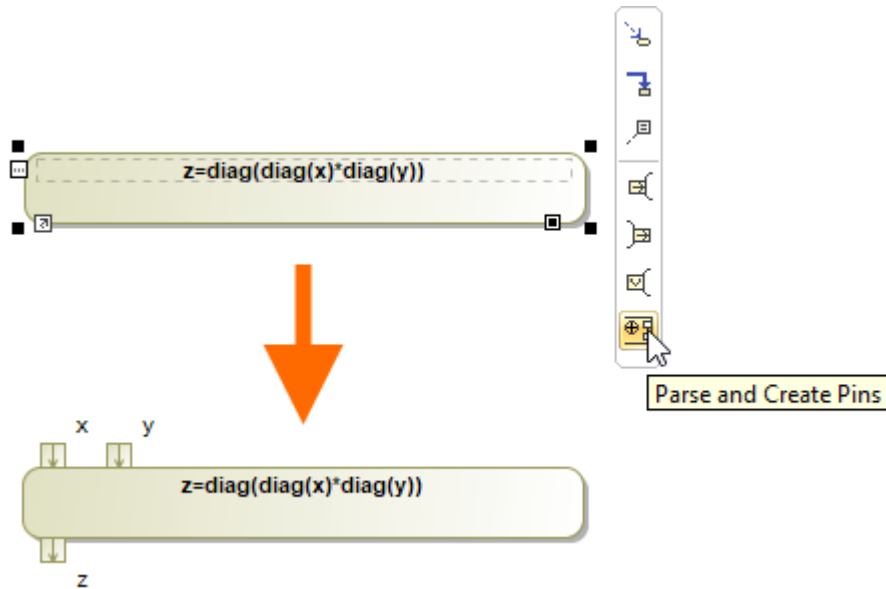 z=diag(diag(x)*diag(y))
Parse and Create Pins
x y
z=diag(diag(x)*diag(y))
z